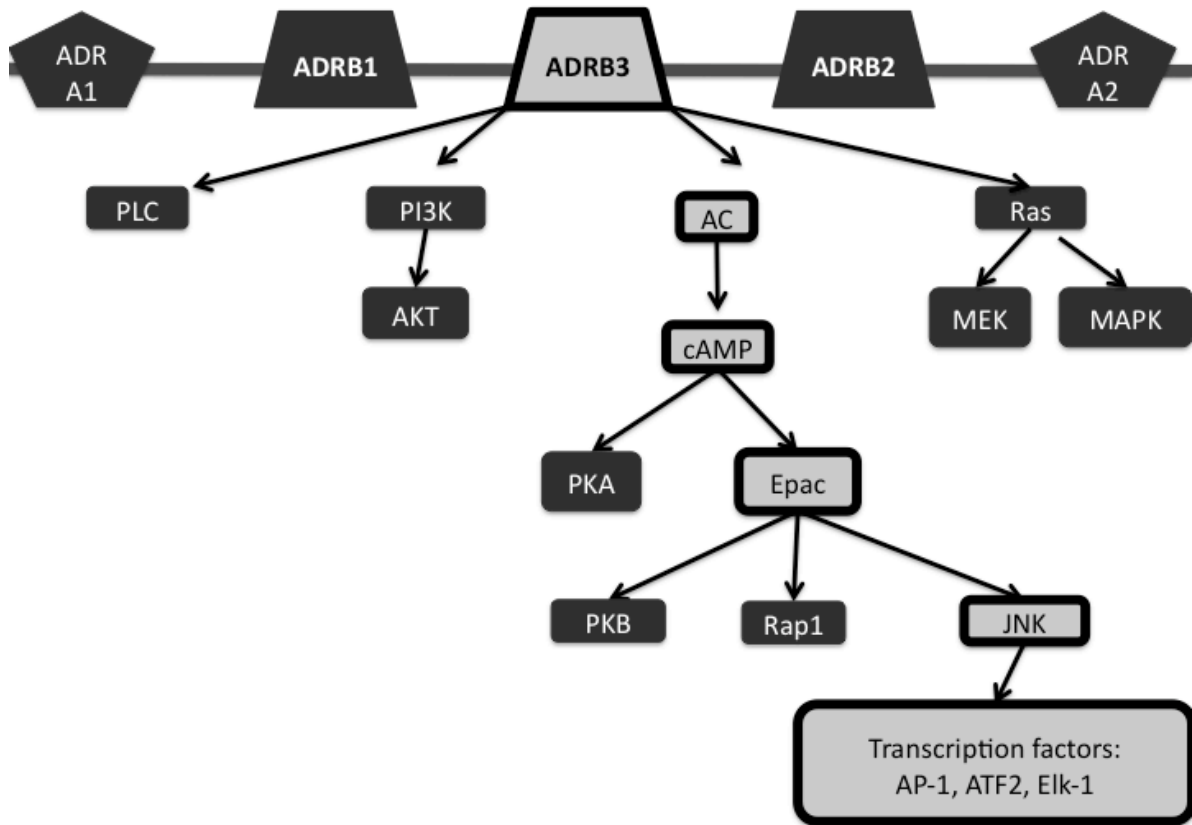 ADR
A1
ADRB1
ADRB3
ADRB2
ADR
A2
PLC
PI3K
AC
Ras
AKT
MEK
MAPK
cAMP
PKA
Epac
PKB
Rap1
JNK
Transcription factors:
AP-1, ATF2, Elk-1